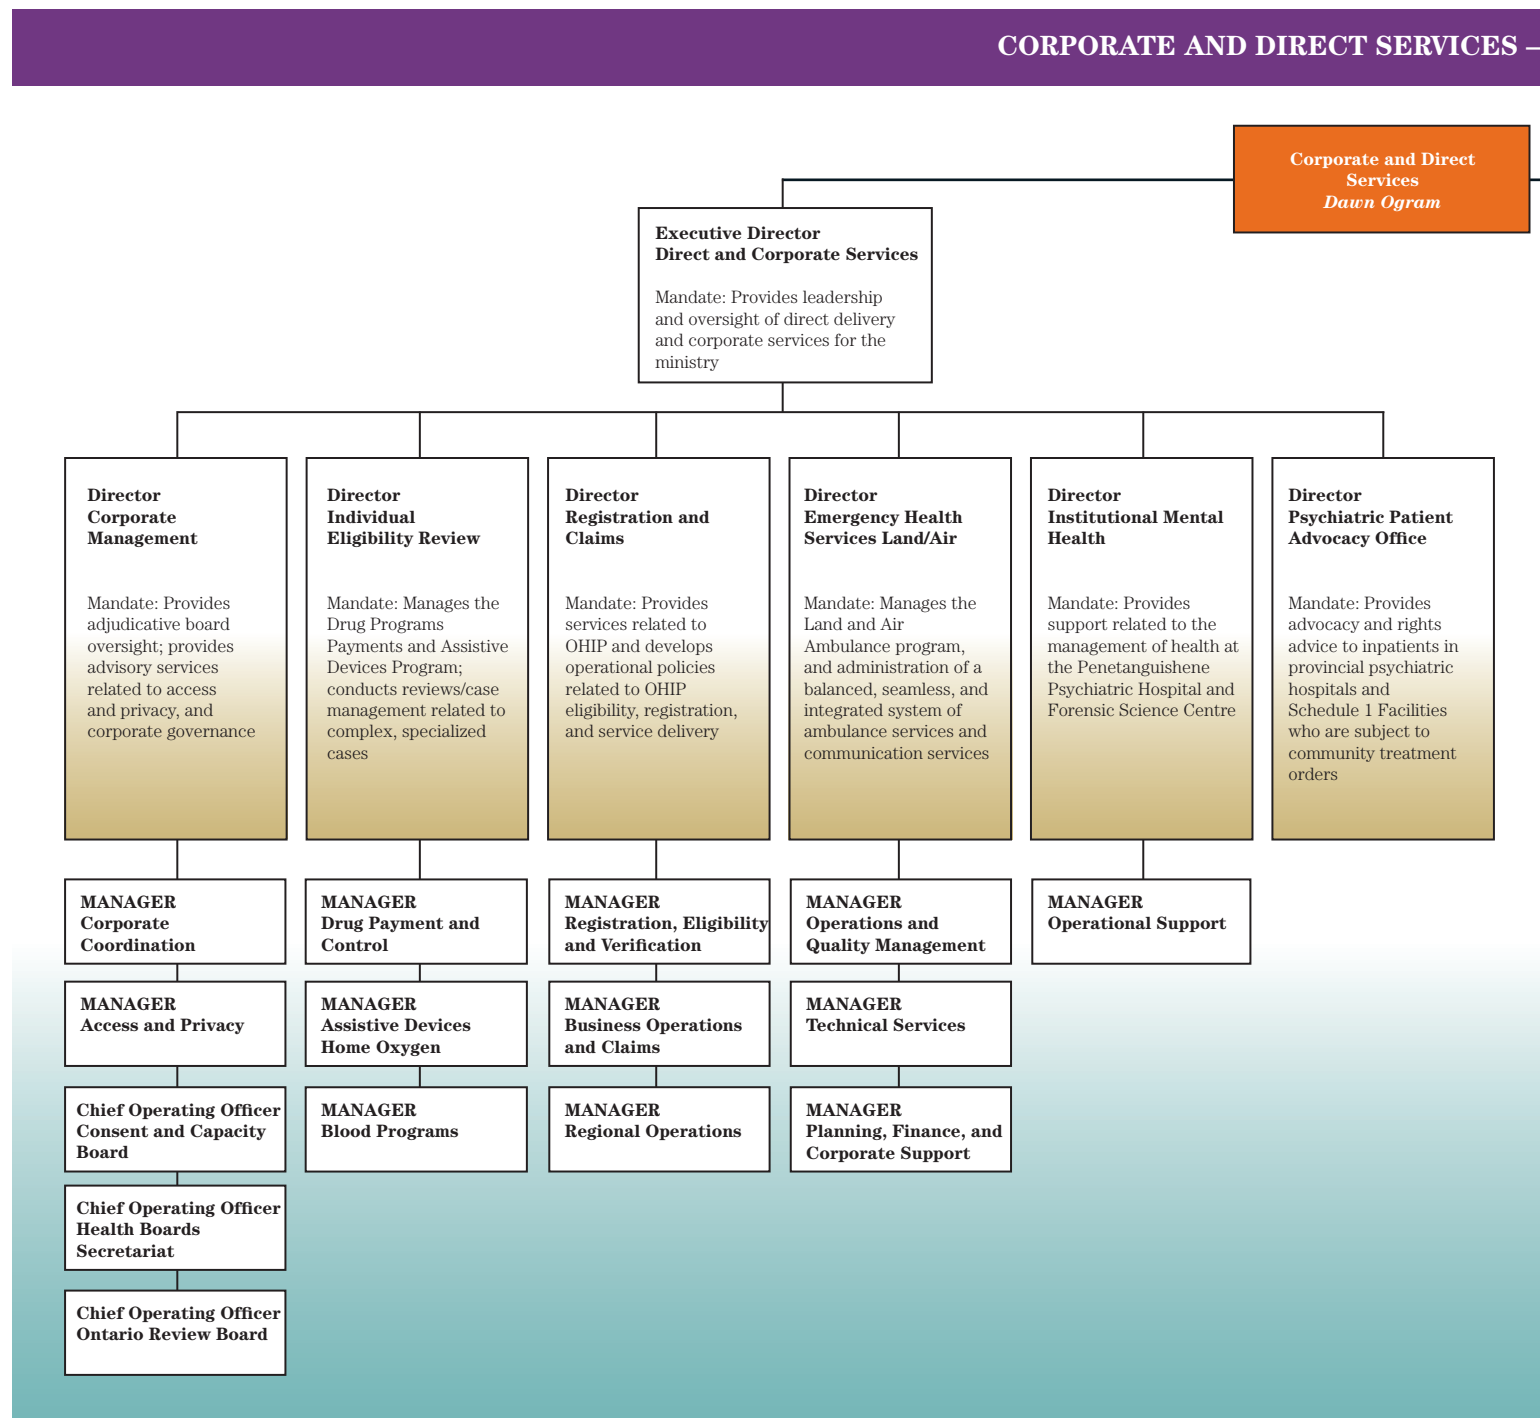 CORPORATE AND DIRECT SERVICES –
Corporate and Direct
Services
Dawn Ogram
Executive Director
Direct and Corporate Services
Mandate: Provides leadership
and oversight of direct delivery
and corporate services for the
ministry
Director
Corporate
Management
Mandate: Provides
adjudicative board
oversight; provides
advisory services
related to access
and privacy, and
corporate governance
Director
Individual
Eligibility Review
Mandate: Manages the
Drug Programs
Payments and Assistive
Devices Program;
conducts reviews/case
management related to
complex, specialized
cases
Director
Registration and
Claims
Mandate: Provides
services related to
OHIP and develops
operational policies
related to OHIP
eligibility, registration,
and service delivery
Director
Emergency Health
Services Land/Air
Mandate: Manages the
Land and Air
Ambulance program,
and administration of a
balanced, seamless, and
integrated system of
ambulance services and
communication services
Director
Institutional Mental
Health
Mandate: Provides
support related to the
management of health at
the Penetanguishene
Psychiatric Hospital and
Forensic Science Centre
Director
Psychiatric Patient
Advocacy Office
Mandate: Provides
advocacy and rights
advice to inpatients in
provincial psychiatric
hospitals and
Schedule 1 Facilities
who are subject to
community treatment
orders
MANAGER
Corporate
Coordination
MANAGER
Drug Payment and
Control
MANAGER
Registration, Eligibility
and Verification
MANAGER
Operations and
Quality Management
MANAGER
Operational Support
MANAGER
Access and Privacy
MANAGER
Assistive Devices
Home Oxygen
MANAGER
Business Operations
and Claims
MANAGER
Technical Services
Chief Operating Officer
Consent and Capacity
Board
MANAGER
Blood Programs
MANAGER
Regional Operations
MANAGER
Planning, Finance, and
Corporate Support
Chief Operating Officer
Health Boards
Secretariat
Chief Operating Officer
Ontario Review Board